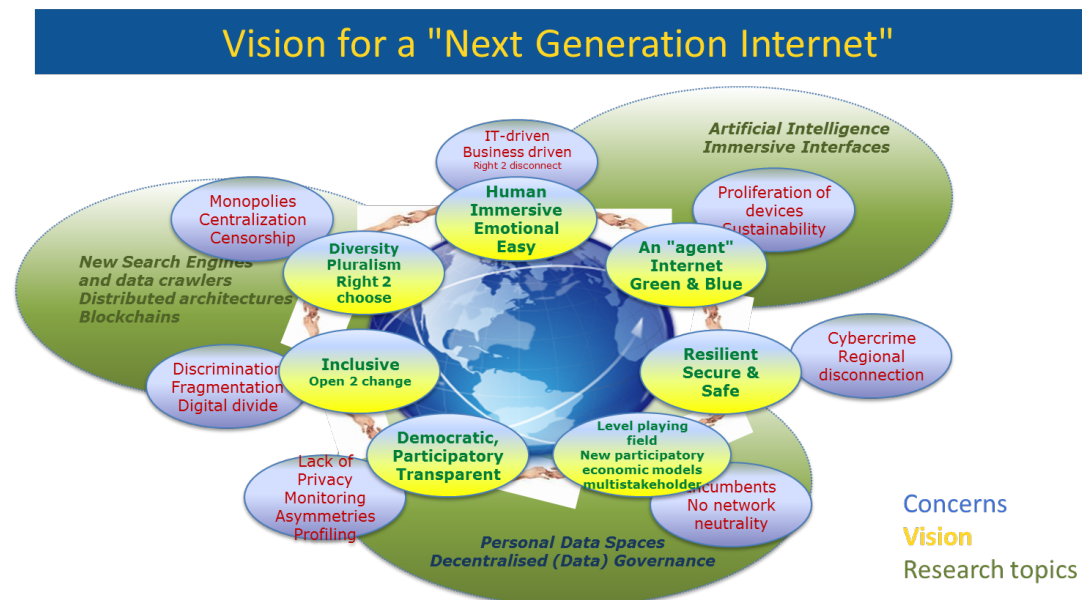 Vision for a "Next Generation Internet"
Artificial Intelligence
Immersive Interfaces
IT-driven
Business driven
Right 2 disconnect
Human
Immersive
Emotional
Easy
Monopolies
Centralization
Censorship
Proliferation of
devices
Sustainability
Diversity
Pluralism
Right 2
choose
An "agent"
Internet
Green & Blue
New Search Engines
and data crawlers
Distributed architectures
Blockchains
Discrimination
Fragmentation
Digital divide
Inclusive
Open 2 change
Resilient
Secure &
Safe
Cybercrime
Regional
disconnection
Democratic,
Participatory
Transparent
Level playing
field
New participatory
economic models
multistakeholder
Lack of
Privacy
Monitoring
Asymmetries
Profiling
Incumbents
No network
neutrality
Personal Data Spaces
Decentralised (Data) Governance
Concerns
Vision
Research topics